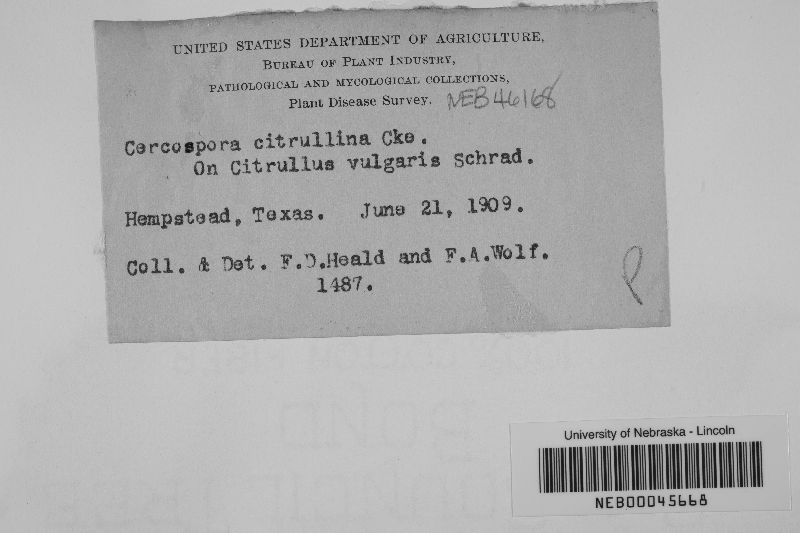 UNITED STATES DEPARTMENT OF AGRICULTURE,
BUREAU OF PLANT INDUSTRY,
PATHOLOGICAL AND MYCOLOGICAL COLLECTIONS,
Plant Disease Survey. NEB 46168
Cercospora citrullina Cke.
On Citrullus vulgaris Schrad.
Hempstead, Texas. June 21, 1909.
Coll. & Det. F.D.Heald and F.A.Wolf.
1487.
P
University of Nebraska - Lincoln
NEB00045668